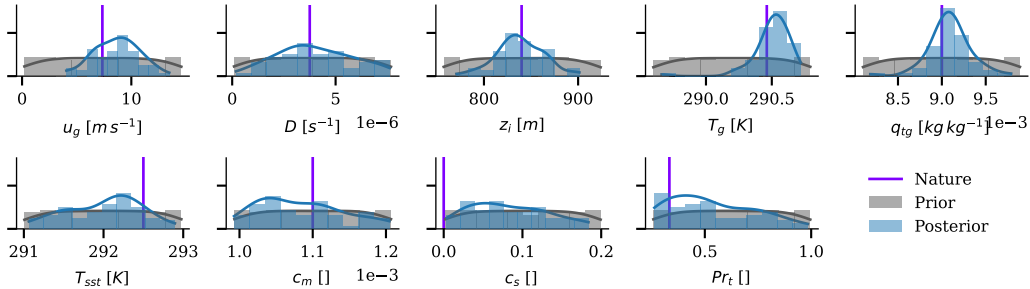 0 10
u_g [m s⁻¹]
0 5
1e−6
D [s⁻¹]
800 900
z_i [m]
290.0 290.5
T_g [K]
8.5 9.0 9.5
1e−3
q_tg [kg kg⁻¹]
291 292 293
T_sst [K]
1.0 1.1 1.2
1e−3
c_m []
0.0 0.1 0.2
c_s []
0.5 1.0
Pr_t []
Nature
Prior
Posterior